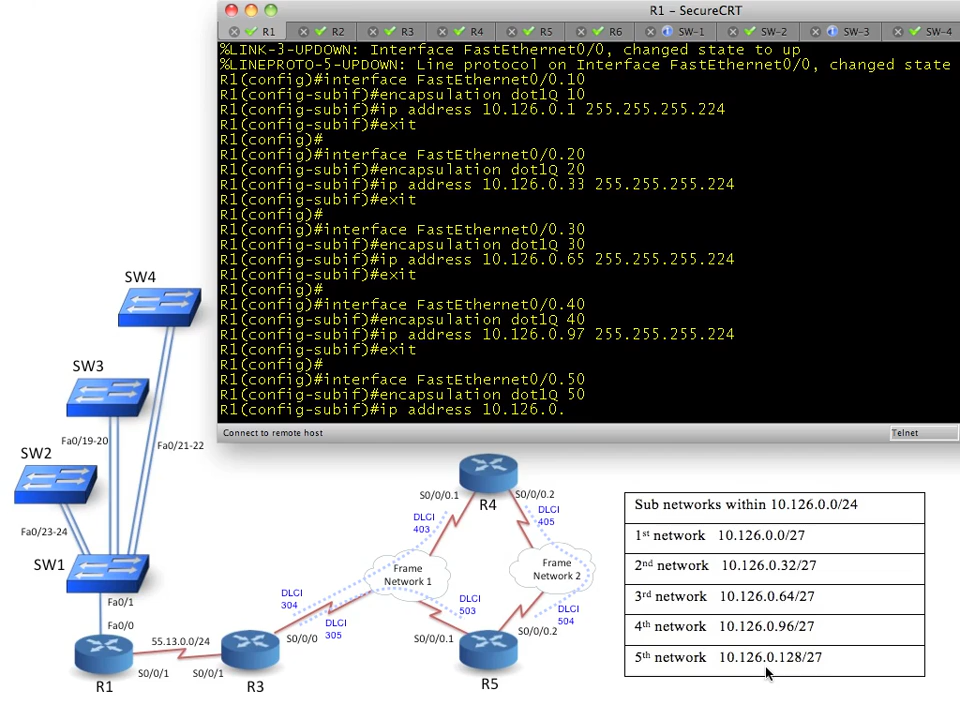 R1 – SecureCRT
R1 R2 R3 R4 R5 R6 SW-1 SW-2 SW-3 SW-4
%LINK-3-UPDOWN: Interface FastEthernet0/0, changed state to up
%LINEPROTO-5-UPDOWN: Line protocol on Interface FastEthernet0/0, changed state
R1(config)#interface FastEthernet0/0.10
R1(config-subif)#encapsulation dot1Q 10
R1(config-subif)#ip address 10.126.0.1 255.255.255.224
R1(config-subif)#exit
R1(config)#
R1(config)#interface FastEthernet0/0.20
R1(config-subif)#encapsulation dot1Q 20
R1(config-subif)#ip address 10.126.0.33 255.255.255.224
R1(config-subif)#exit
R1(config)#
R1(config)#interface FastEthernet0/0.30
R1(config-subif)#encapsulation dot1Q 30
R1(config-subif)#ip address 10.126.0.65 255.255.255.224
R1(config-subif)#exit
R1(config)#
R1(config)#interface FastEthernet0/0.40
R1(config-subif)#encapsulation dot1Q 40
R1(config-subif)#ip address 10.126.0.97 255.255.255.224
R1(config-subif)#exit
R1(config)#
R1(config)#interface FastEthernet0/0.50
R1(config-subif)#encapsulation dot1Q 50
R1(config-subif)#ip address 10.126.0.
Connect to remote host
Telnet
SW4
SW3
Fa0/19-20
Fa0/21-22
SW2
Fa0/23-24
SW1
Fa0/1
Fa0/0
55.13.0.0/24
R1
S0/0/1
S0/0/1
R3
S0/0/0
DLCI
304
DLCI
305
Frame
Network 1
DLCI
403
S0/0/0.1
R4
S0/0/0.2
DLCI
405
Frame
Network 2
DLCI
503
DLCI
504
S0/0/0.1
S0/0/0.2
R5
Sub networks within 10.126.0.0/24
1st network 10.126.0.0/27
2nd network 10.126.0.32/27
3rd network 10.126.0.64/27
4th network 10.126.0.96/27
5th network 10.126.0.128/27